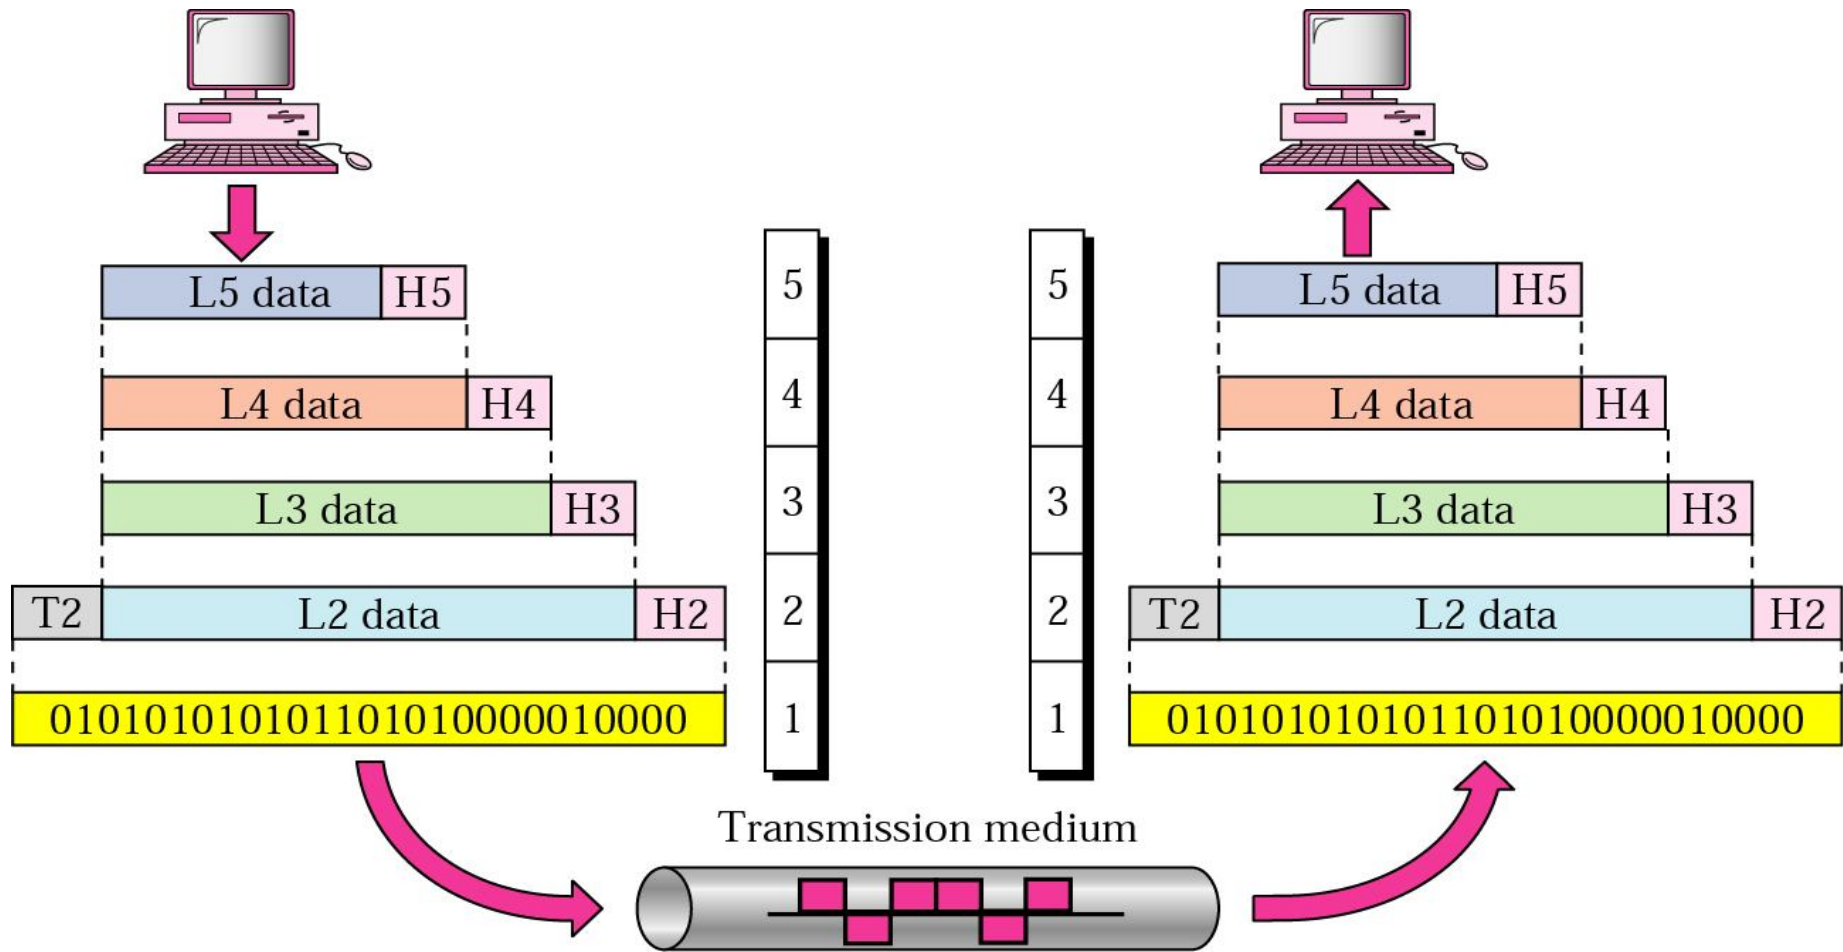 L5 data H5
L4 data H4
L3 data H3
T2 L2 data H2
010101010101101010000010000
5
4
3
2
1
5
4
3
2
1
L5 data H5
L4 data H4
L3 data H3
T2 L2 data H2
010101010101101010000010000
Transmission medium